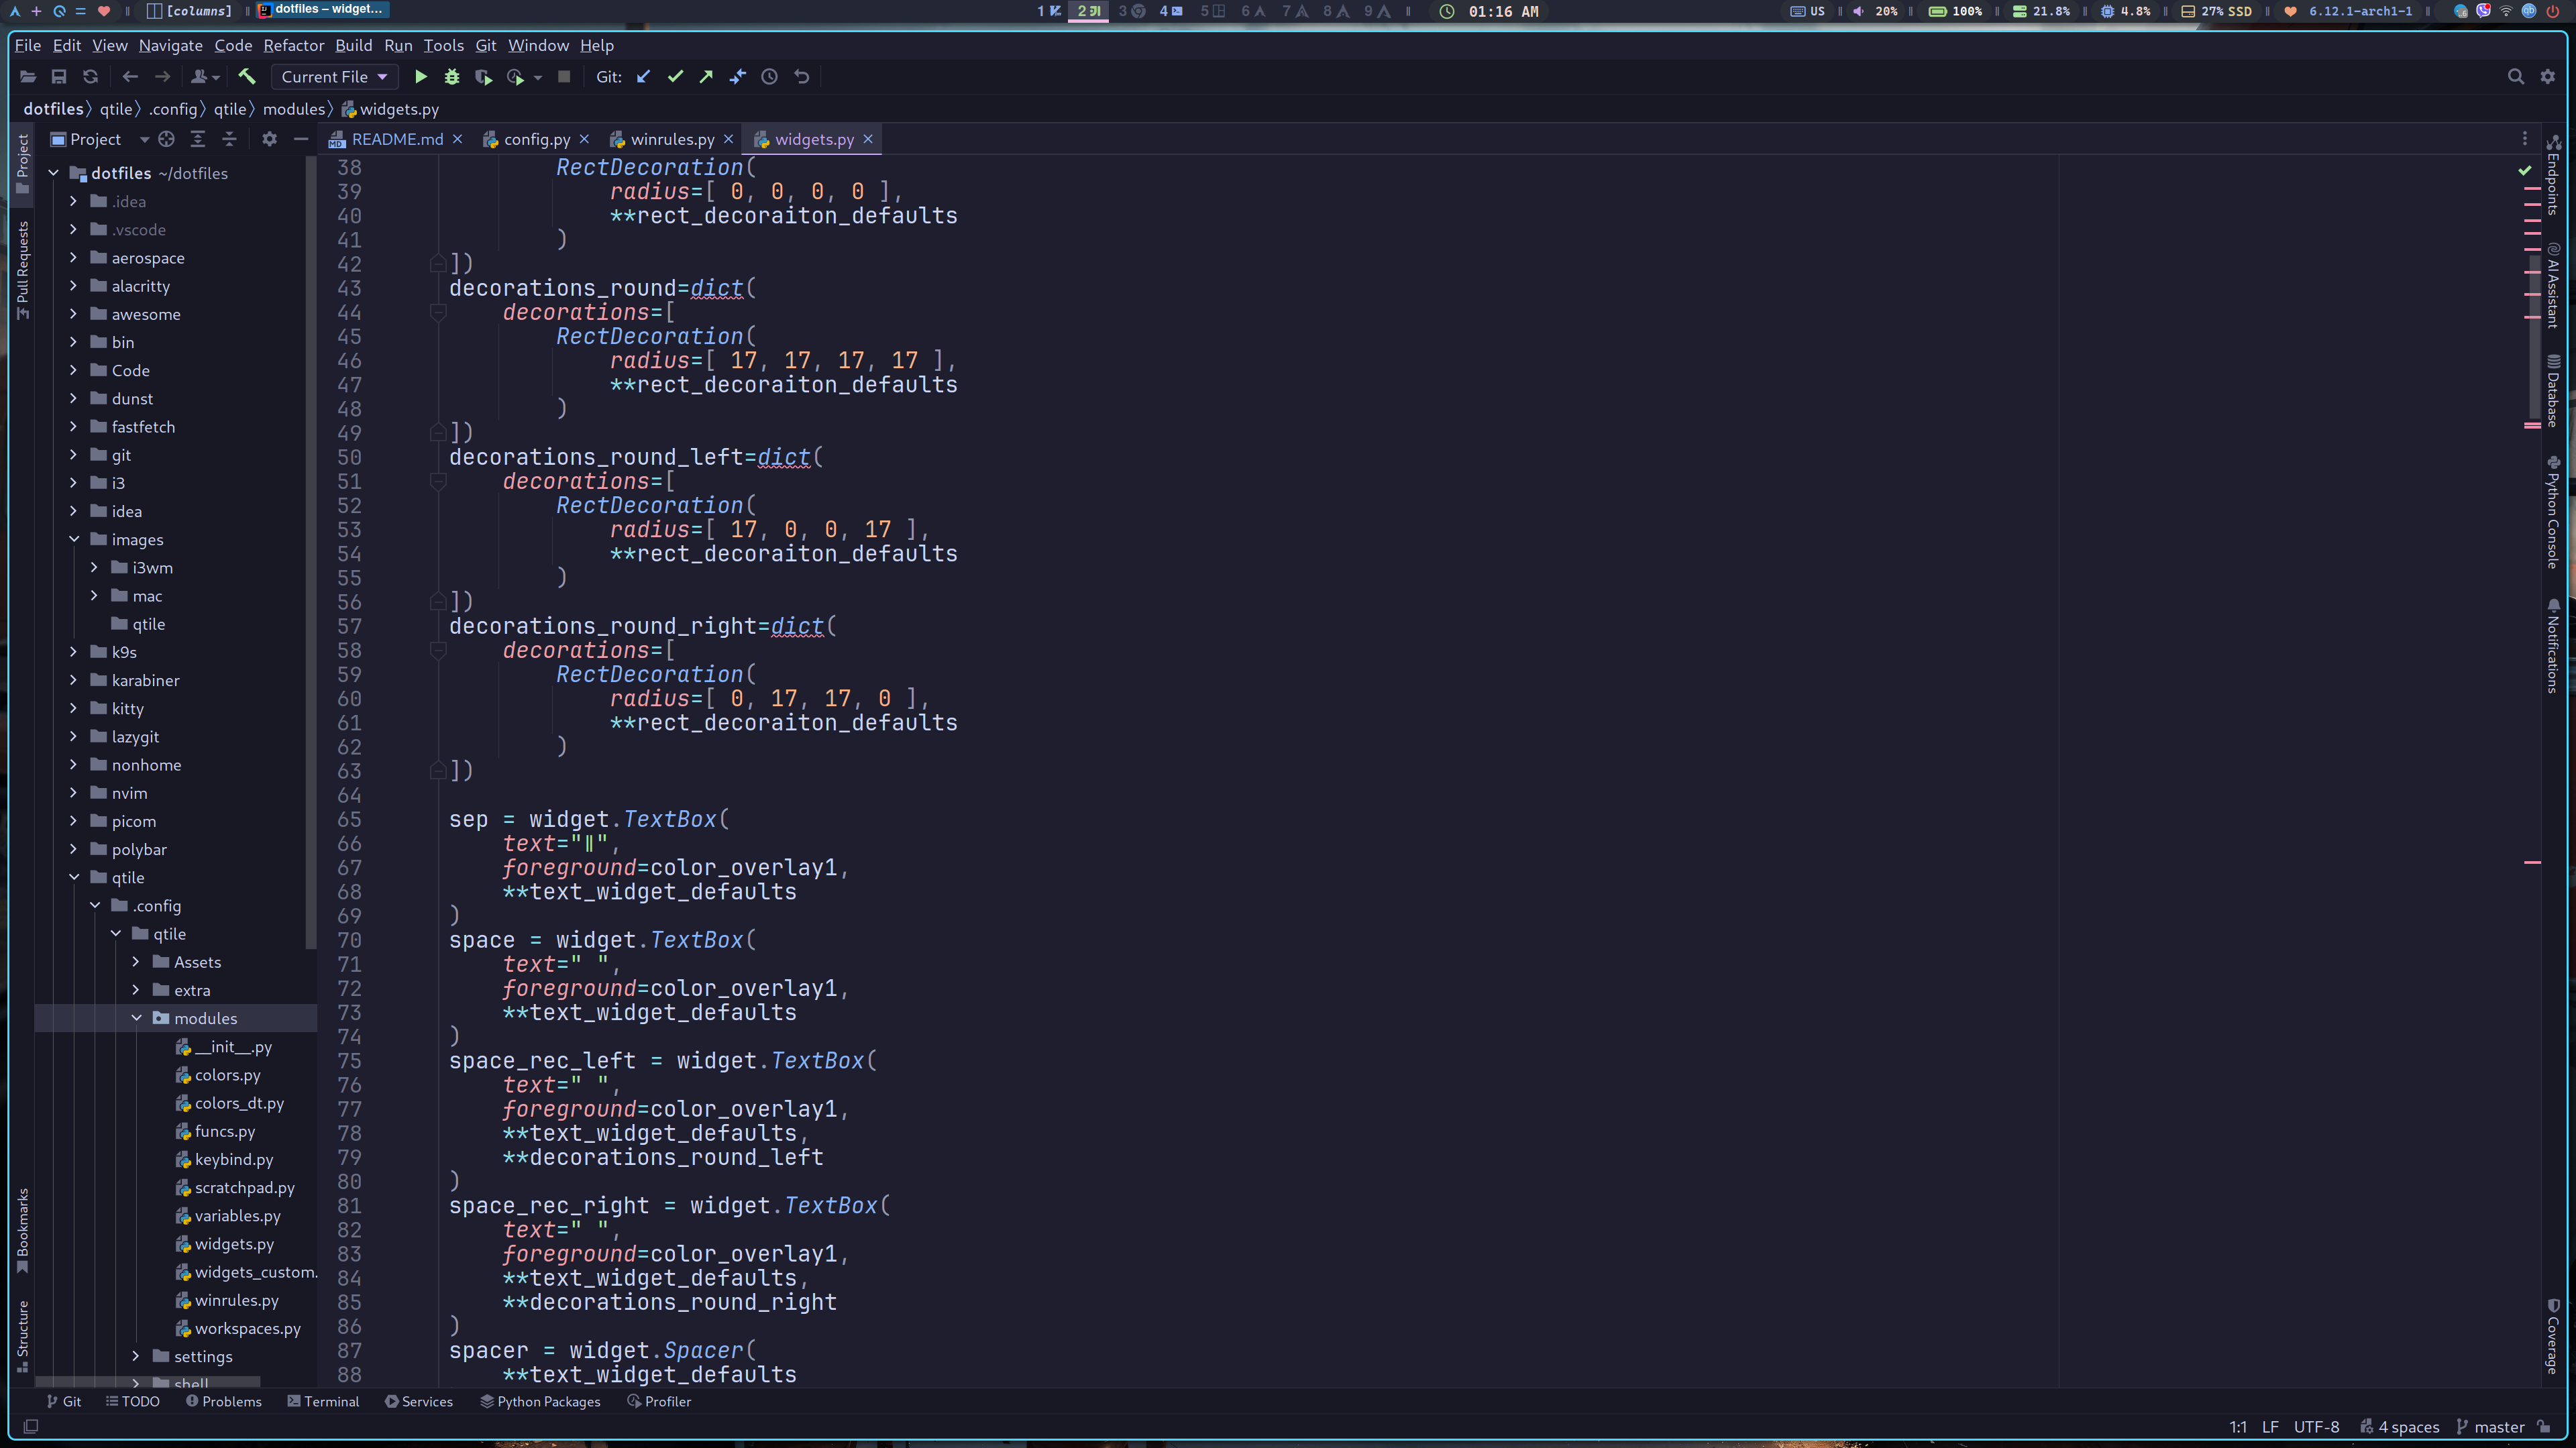 [columns]
dotfiles – widget...
1 2 3 4 5 6 7 8 9
01:16 AM
US 20% 100% 21.8% 4.8% 27% SSD 6.12.1-arch1-1
File Edit View Navigate Code Refactor Build Run Tools Git Window Help
Current File Git:
dotfiles qtile .config qtile modules widgets.py
Project
README.md config.py winrules.py widgets.py
Project
Pull Requests
Bookmarks
Structure
dotfiles ~/dotfiles
.idea
.vscode
aerospace
alacritty
awesome
bin
Code
dunst
fastfetch
git
i3
idea
images
i3wm
mac
qtile
k9s
karabiner
kitty
lazygit
nonhome
nvim
picom
polybar
qtile
.config
qtile
Assets
extra
modules
__init__.py
colors.py
colors_dt.py
funcs.py
keybind.py
scratchpad.py
variables.py
widgets.py
widgets_custom.
winrules.py
workspaces.py
settings
shell
38 RectDecoration(
39 radius=[ 0, 0, 0, 0 ],
40 **rect_decoraiton_defaults
41 )
42 ])
43 decorations_round=dict(
44 decorations=[
45 RectDecoration(
46 radius=[ 17, 17, 17, 17 ],
47 **rect_decoraiton_defaults
48 )
49 ])
50 decorations_round_left=dict(
51 decorations=[
52 RectDecoration(
53 radius=[ 17, 0, 0, 17 ],
54 **rect_decoraiton_defaults
55 )
56 ])
57 decorations_round_right=dict(
58 decorations=[
59 RectDecoration(
60 radius=[ 0, 17, 17, 0 ],
61 **rect_decoraiton_defaults
62 )
63 ])
64
65 sep = widget.TextBox(
66 text="‖",
67 foreground=color_overlay1,
68 **text_widget_defaults
69 )
70 space = widget.TextBox(
71 text=" ",
72 foreground=color_overlay1,
73 **text_widget_defaults
74 )
75 space_rec_left = widget.TextBox(
76 text=" ",
77 foreground=color_overlay1,
78 **text_widget_defaults,
79 **decorations_round_left
80 )
81 space_rec_right = widget.TextBox(
82 text=" ",
83 foreground=color_overlay1,
84 **text_widget_defaults,
85 **decorations_round_right
86 )
87 spacer = widget.Spacer(
88 **text_widget_defaults
Endpoints
AI Assistant
Database
Python Console
Notifications
Coverage
Git TODO Problems Terminal Services Python Packages Profiler
1:1 LF UTF-8 4 spaces master